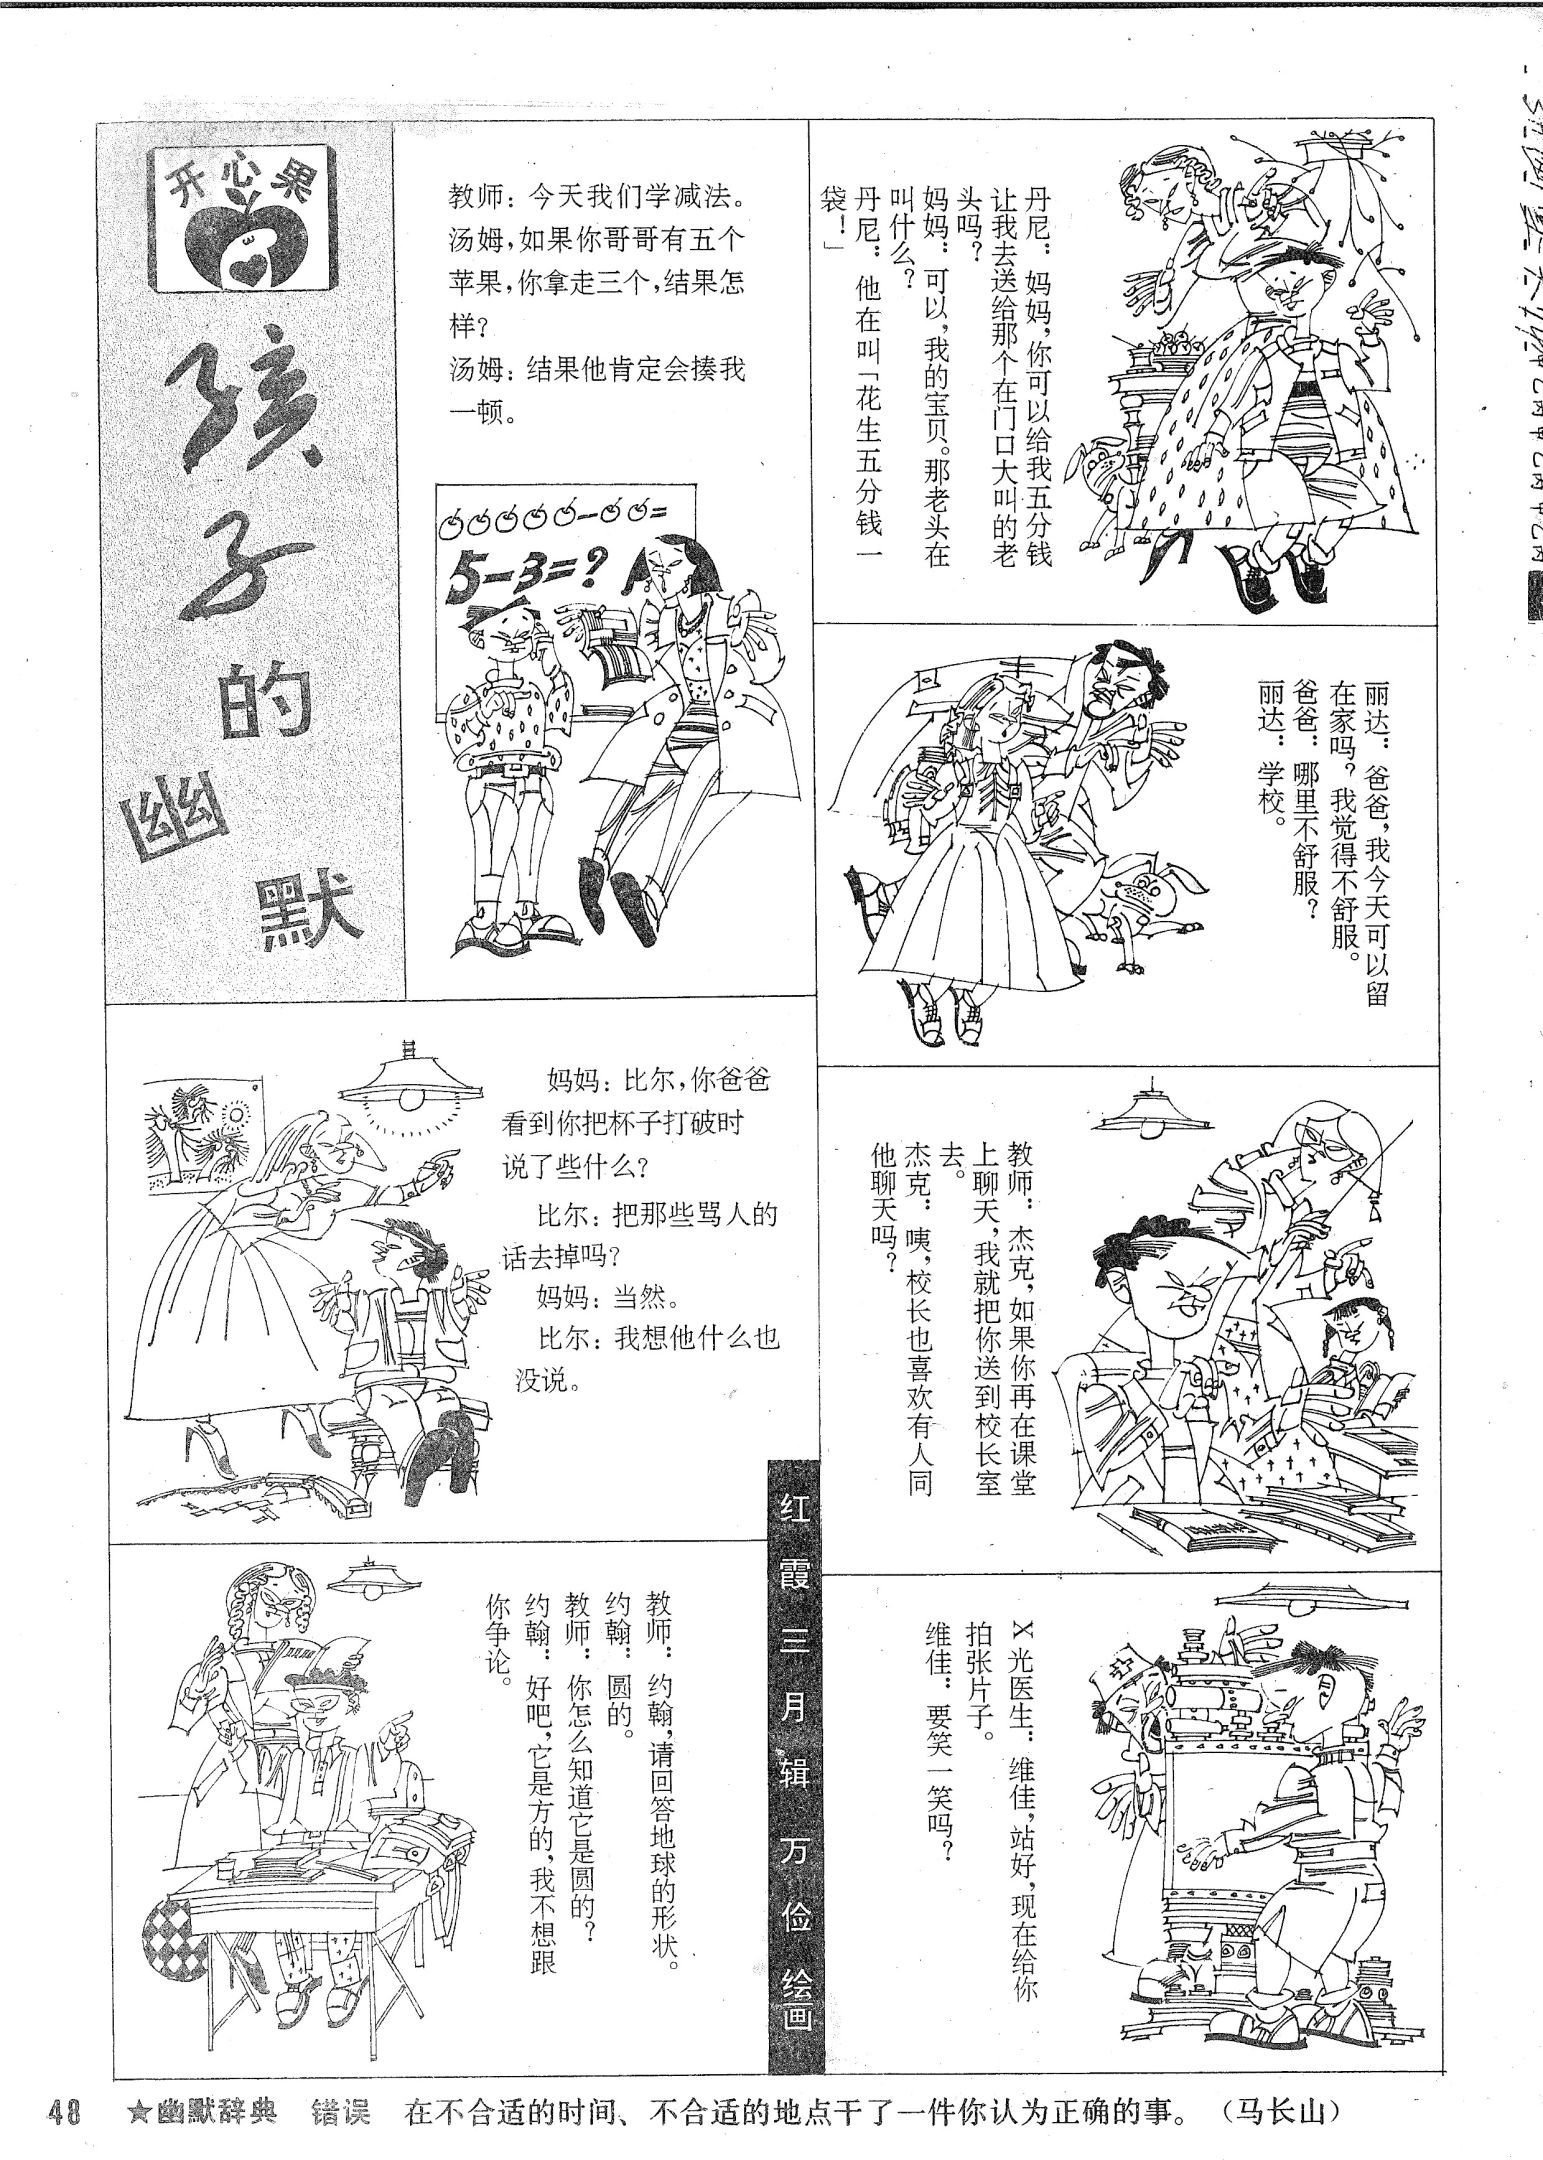 开心果
孩子的幽默
教师：今天我们学减法。
汤姆，如果你哥哥有五个
苹果，你拿走三个，结果怎
样？
汤姆：结果他肯定会揍我
一顿。
5-3=?
丹尼：妈妈，你可以给我五分钱
让我去送给那个在门口大叫的老
头吗？
妈妈：可以，我的宝贝。那老头在
叫什么？
丹尼：他在叫「花生五分钱一
袋！」
丽达：爸爸，我今天可以留
在家吗？我觉得不舒服。
爸爸：哪里不舒服？
丽达：学校。
妈妈：比尔，你爸爸
看到你把杯子打破时
说了些什么？
比尔：把那些骂人的
话去掉吗？
妈妈：当然。
比尔：我想他什么也
没说。
教师：杰克，如果你再在课堂
上聊天，我就把你送到校长室
去。
杰克：咦，校长也喜欢有人同
他聊天吗？
教师：约翰，请回答地球的形状。
约翰：圆的。
教师：你怎么知道它是圆的？
约翰：好吧，它是方的，我不想跟
你争论。
X光医生：维佳，站好，现在给你
拍张片子。
维佳：要笑一笑吗？
红霞三月辑 万俭绘画
48 ★幽默辞典 错误 在不合适的时间、不合适的地点干了一件你认为正确的事。（马长山）